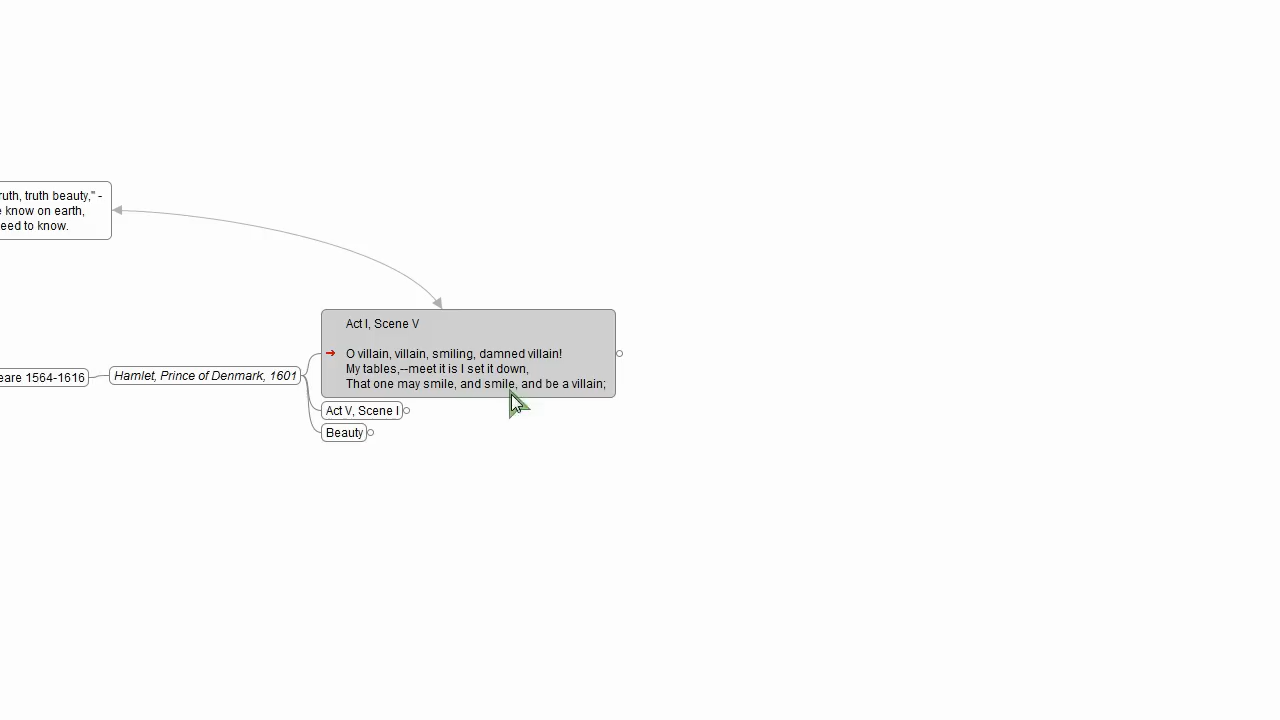 ruth, truth beauty," -
e know on earth,
eed to know.
Act I, Scene V
O villain, villain, smiling, damned villain!
My tables,--meet it is I set it down,
That one may smile, and smile, and be a villain;
eare 1564-1616
Hamlet, Prince of Denmark, 1601
Act V, Scene I
Beauty